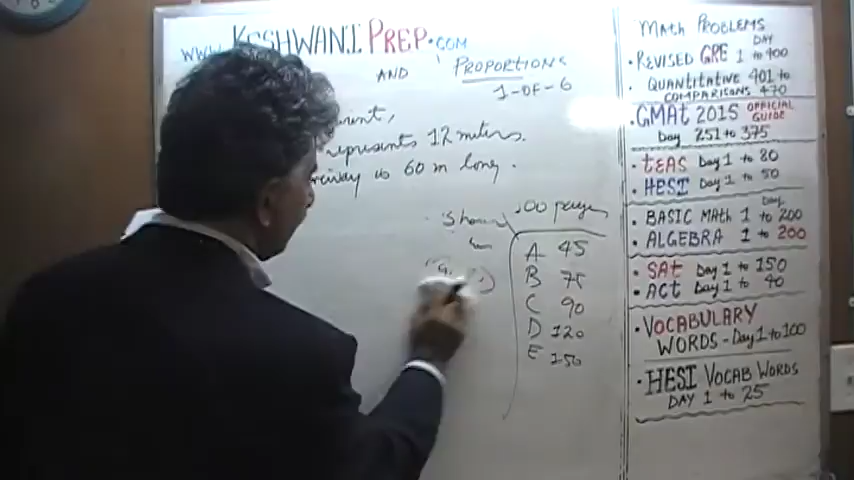 www. KESHWANI PREP.COM
AND PROPORTIONS
1-OF-6
represents 12 meters.
is 60 m long.
A 45
B 75
C 90
D 120
E 150
MATH PROBLEMS
DAY
• REVISED GRE 1 to 400
• QUANTITATIVE 401 to
COMPARISONS 470
• GMAT 2015 OFFICIAL GUIDE
Day 251 to 375
• TEAS Day 1 to 80
• HESI Day 1 to 50
Day
• BASIC MATH 1 to 200
• ALGEBRA 1 to 200
• SAT Day 1 to 150
• ACT Day 1 to 40
• VOCABULARY
WORDS - Day 1 to 100
• HESI VOCAB WORDS
DAY 1 to 25